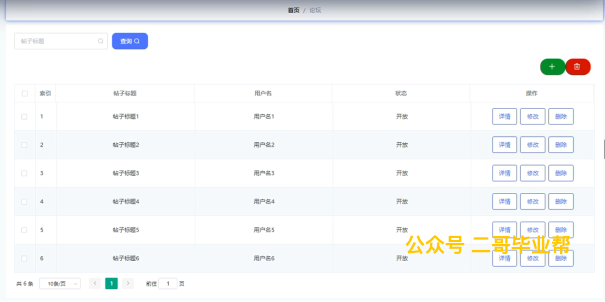 首页 / 论坛
帖子标题 查询
索引 帖子标题 用户名 状态 操作
1 帖子标题1 用户名1 开放 详情 修改 删除
2 帖子标题2 用户名2 开放 详情 修改 删除
3 帖子标题3 用户名3 开放 详情 修改 删除
4 帖子标题4 用户名4 开放 详情 修改 删除
5 帖子标题5 用户名5 开放 详情 修改 删除
公众号 二哥毕业帮
6 帖子标题6 用户名6 开放 详情 修改 删除
共 6 条 10条/页 1 前往 1 页